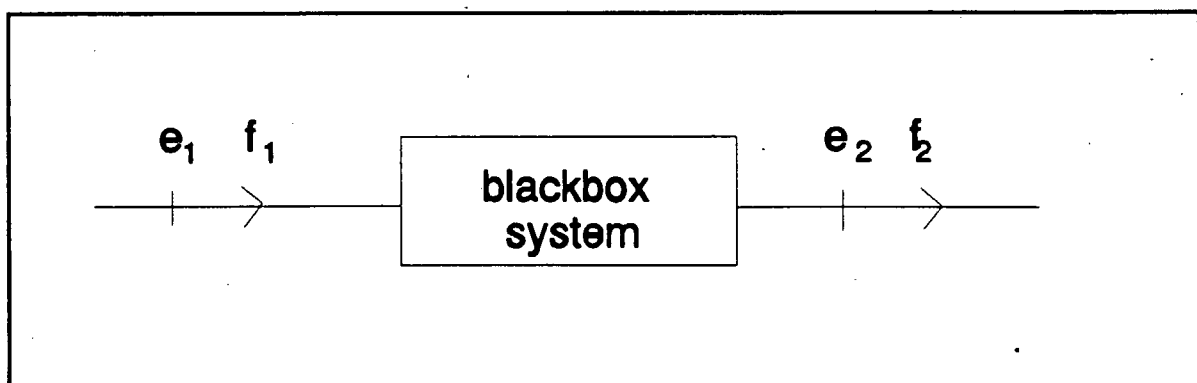 e₁ f₁
blackbox
system
e₂ f₂